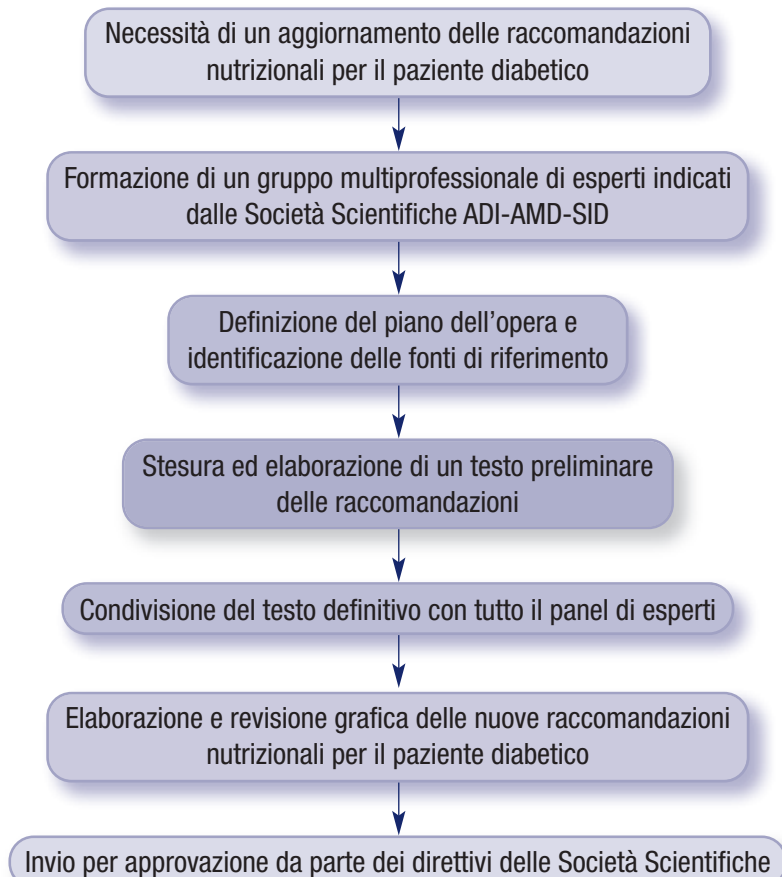 Necessità di un aggiornamento delle raccomandazioni
nutrizionali per il paziente diabetico
Formazione di un gruppo multiprofessionale di esperti indicati
dalle Società Scientifiche ADI-AMD-SID
Definizione del piano dell’opera e
identificazione delle fonti di riferimento
Stesura ed elaborazione di un testo preliminare
delle raccomandazioni
Condivisione del testo definitivo con tutto il panel di esperti
Elaborazione e revisione grafica delle nuove raccomandazioni
nutrizionali per il paziente diabetico
Invio per approvazione da parte dei direttivi delle Società Scientifiche